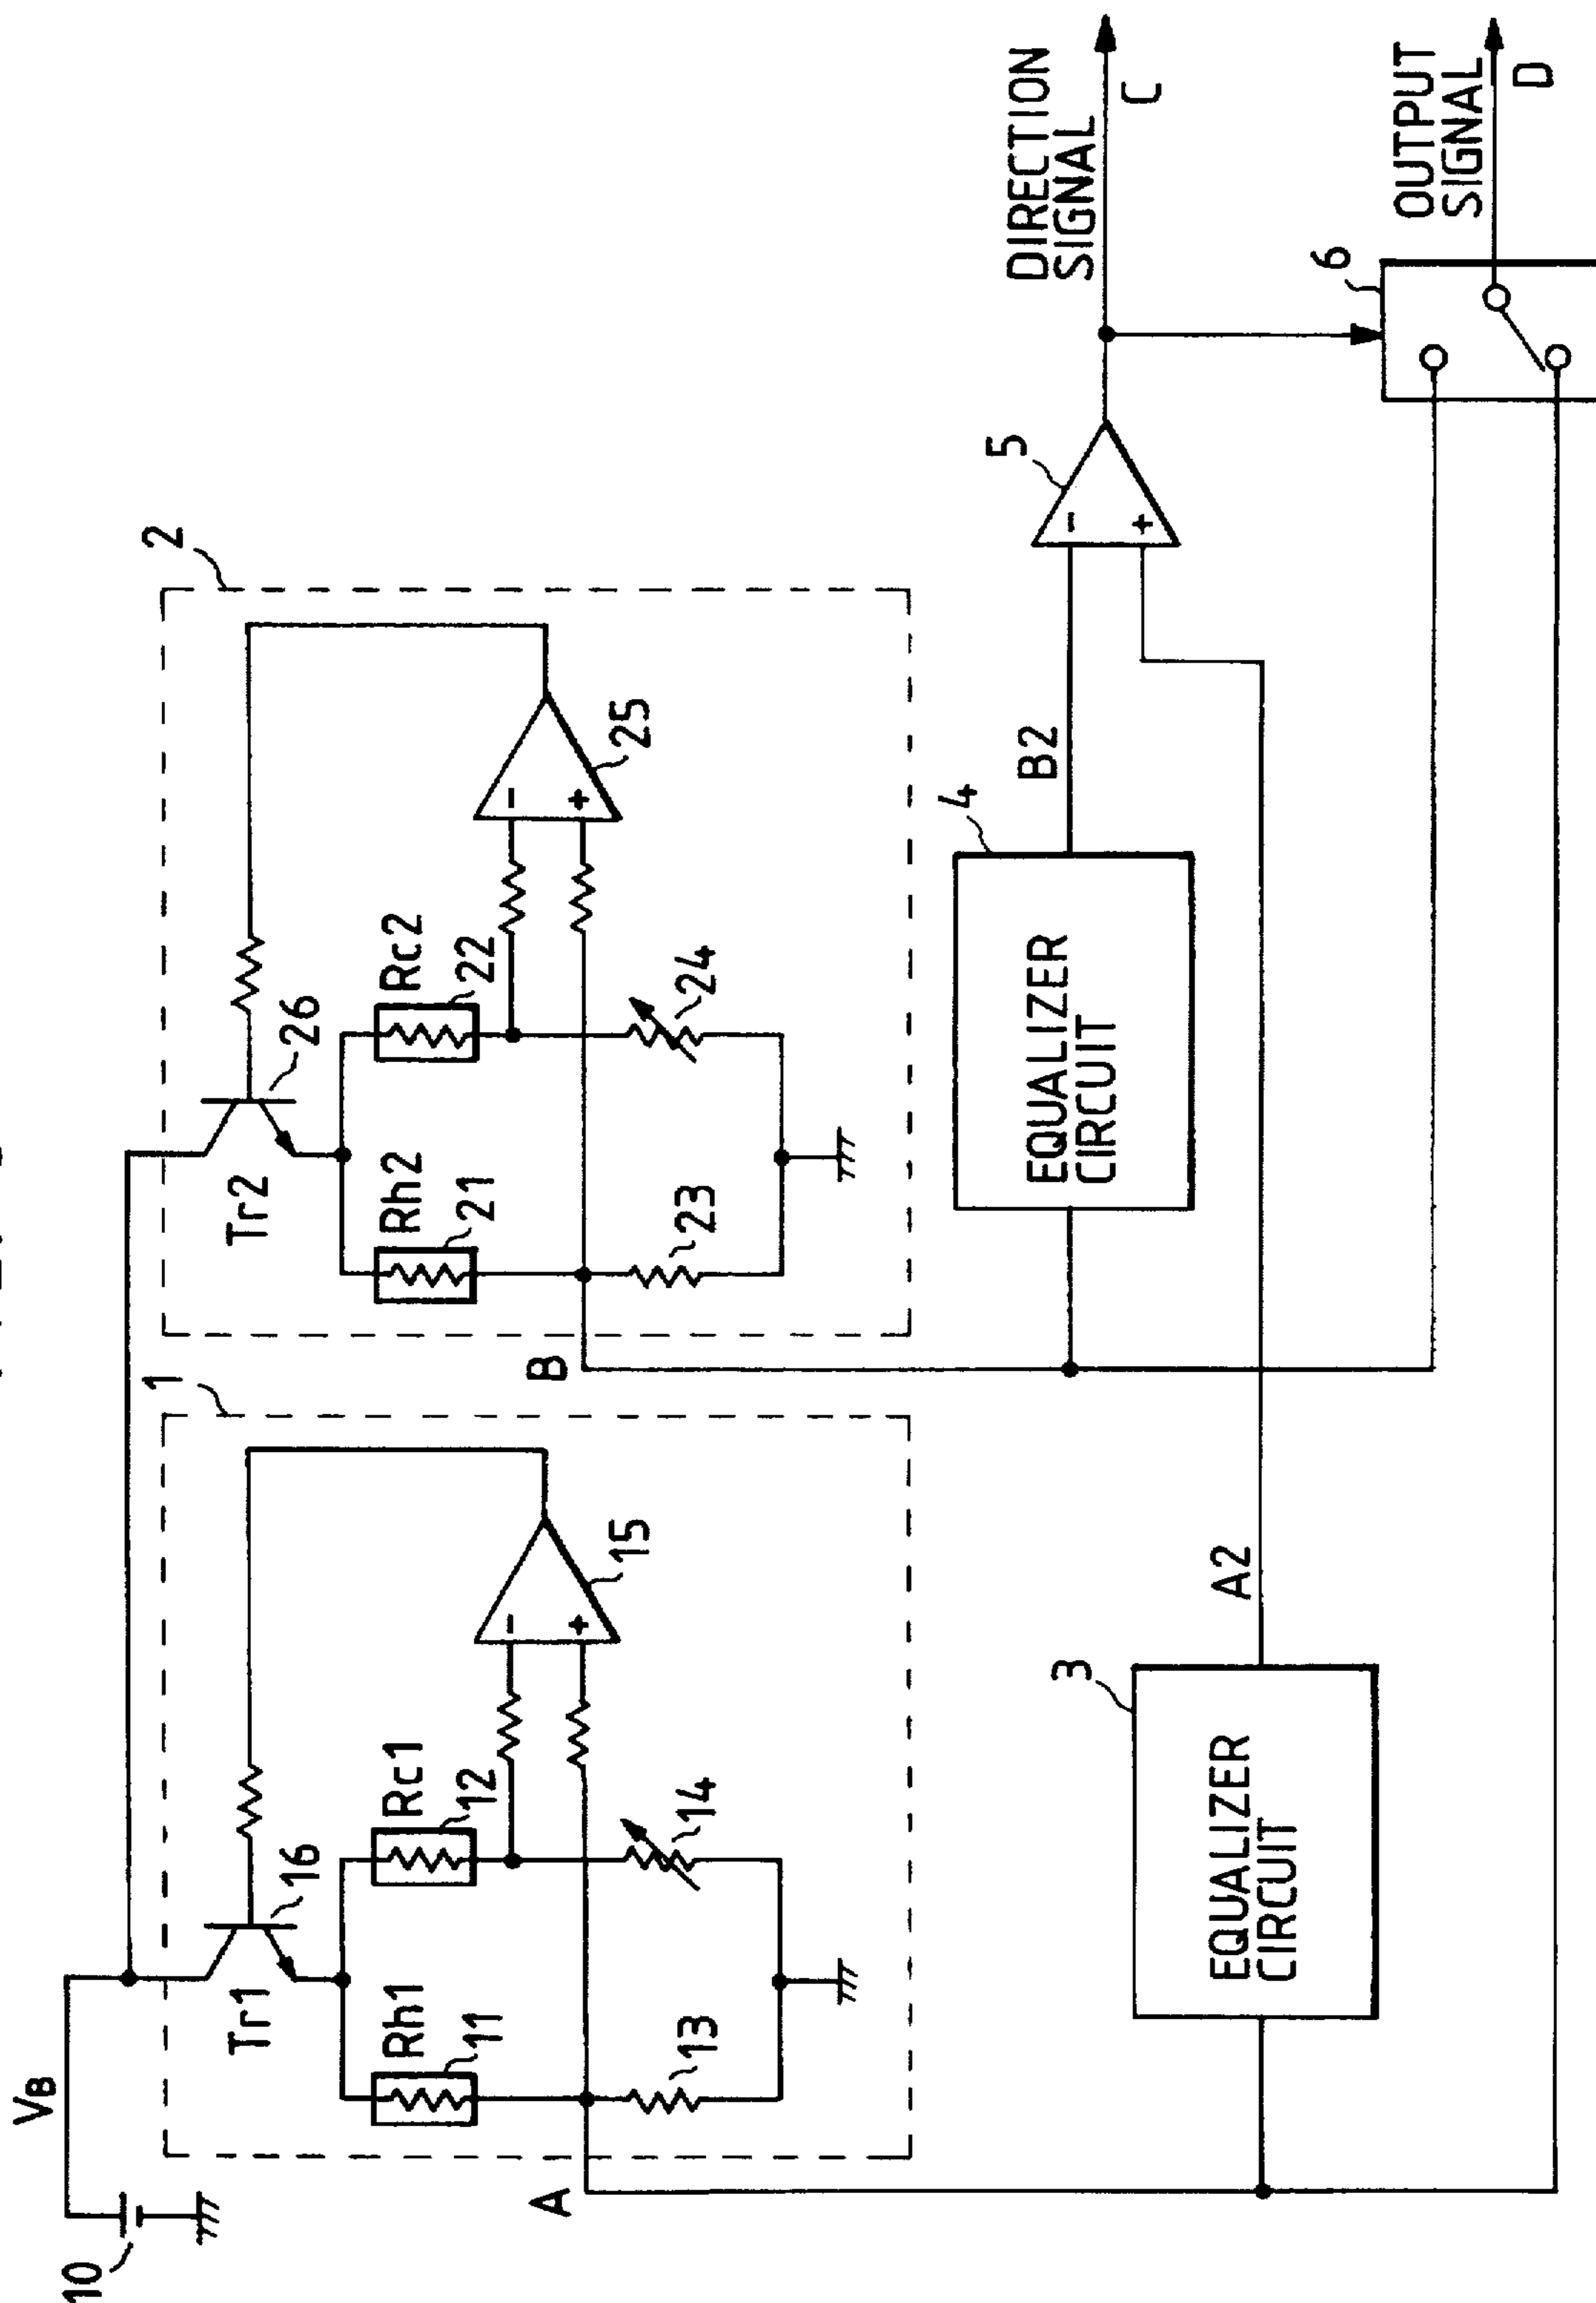 10
VB
1
Tr1
16
Rh1
11
Rc1
12
13
14
-
+
15
A
2
Tr2
26
Rh2
21
Rc2
22
23
24
-
+
25
B
3
EQUALIZER
CIRCUIT
A2
4
EQUALIZER
CIRCUIT
B2
5
-
+
DIRECTION
SIGNAL
C
6
OUTPUT
SIGNAL
D